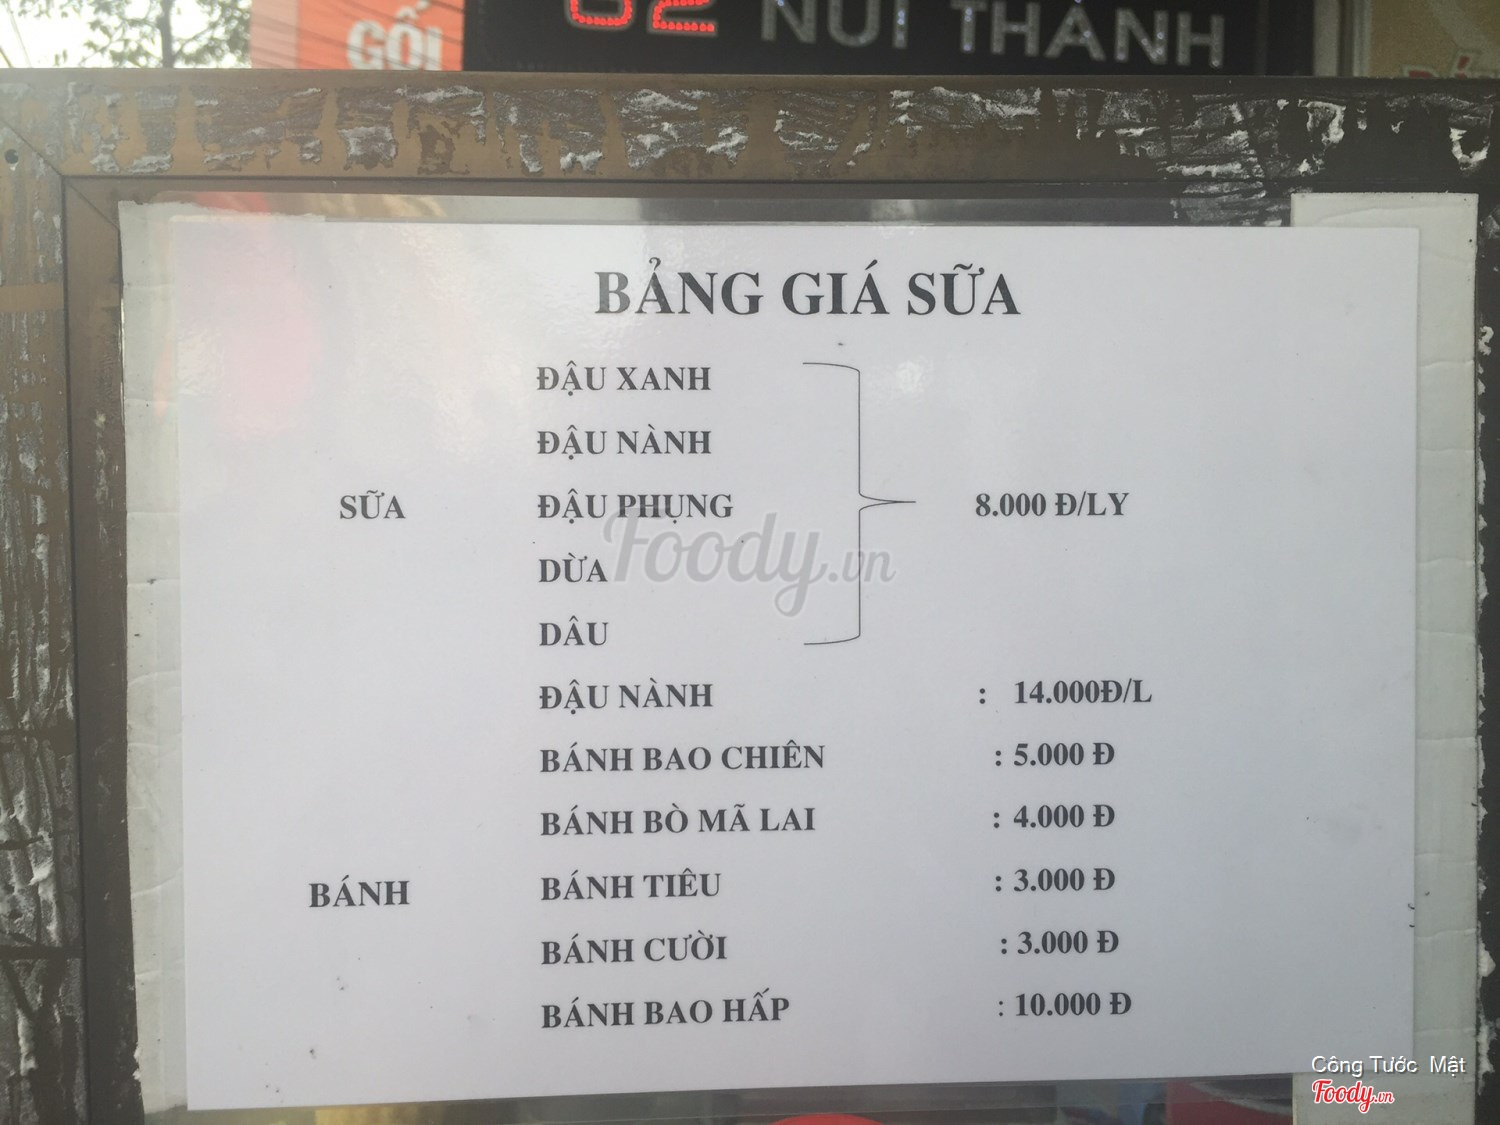 GỐI
62 NÚI THÀNH
BẢNG GIÁ SỮA
ĐẬU XANH
ĐẬU NÀNH
SỮA ĐẬU PHỤNG 8.000 Đ/LY
DỪA
DÂU
ĐẬU NÀNH : 14.000Đ/L
BÁNH BAO CHIÊN : 5.000 Đ
BÁNH BÒ MÃ LAI : 4.000 Đ
BÁNH BÁNH TIÊU : 3.000 Đ
BÁNH CƯỜI : 3.000 Đ
BÁNH BAO HẤP : 10.000 Đ
Foody.vn
Công Tước Mật
Foody.vn